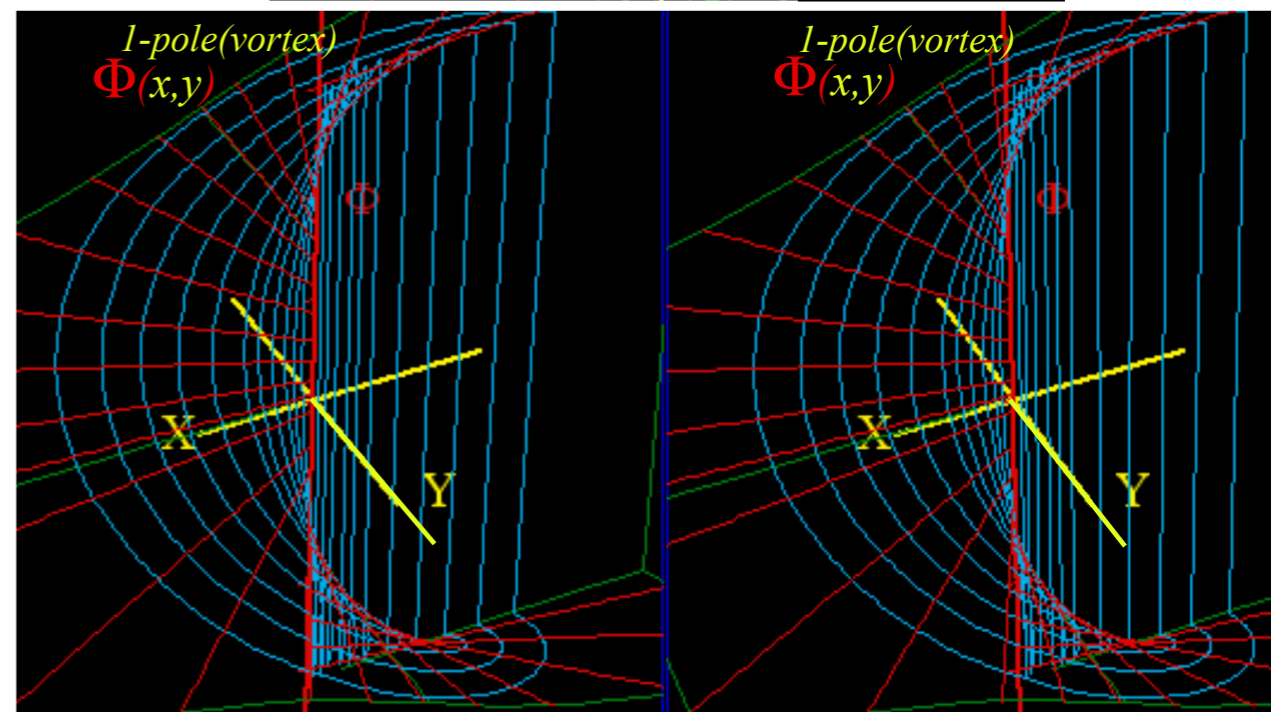 1-pole(vortex)
Φ(x,y)
Φ
X
Y
1-pole(vortex)
Φ(x,y)
Φ
X
Y